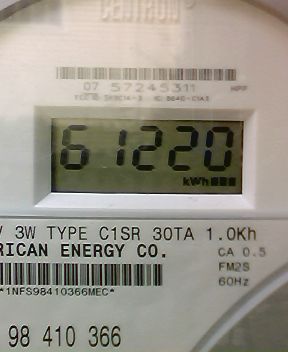 CENTRON
07 57245311
61220
kWh
V 3W TYPE C1SR 30TA 1.0Kh
RICAN ENERGY CO.
CA 0.5
FM2S
60Hz
*1NFS98410366MEC*
98 410 366